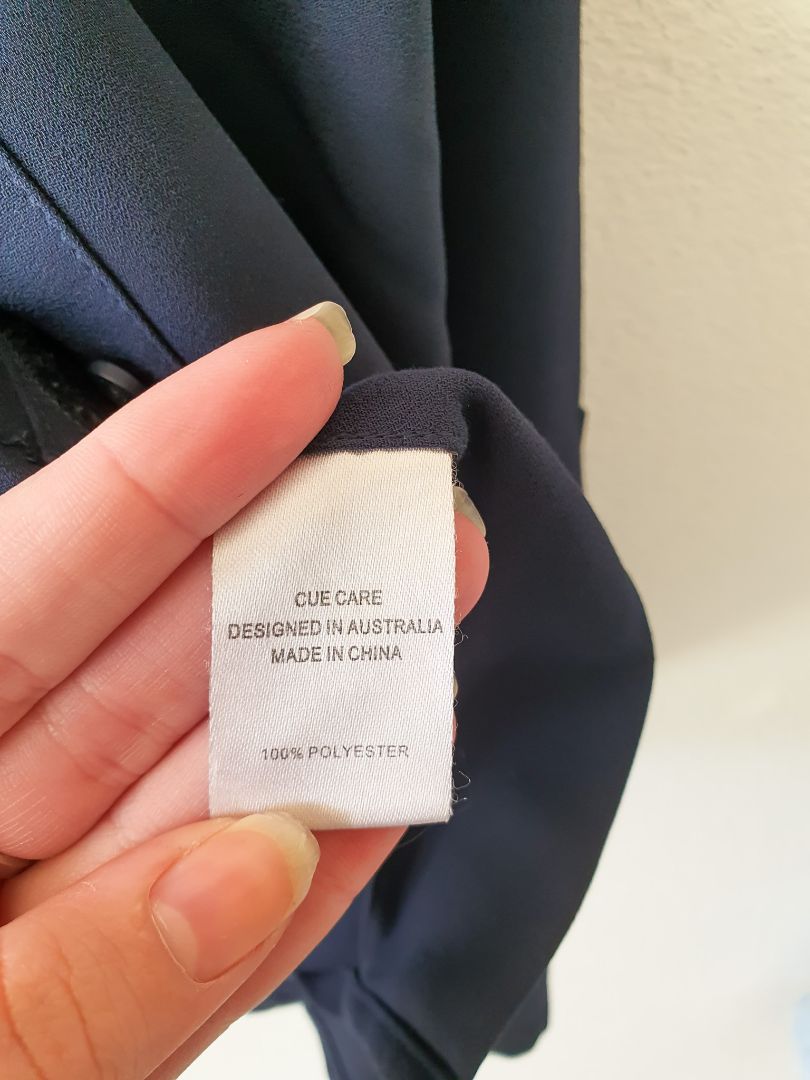 CUE CARE
DESIGNED IN AUSTRALIA
MADE IN CHINA
100% POLYESTER